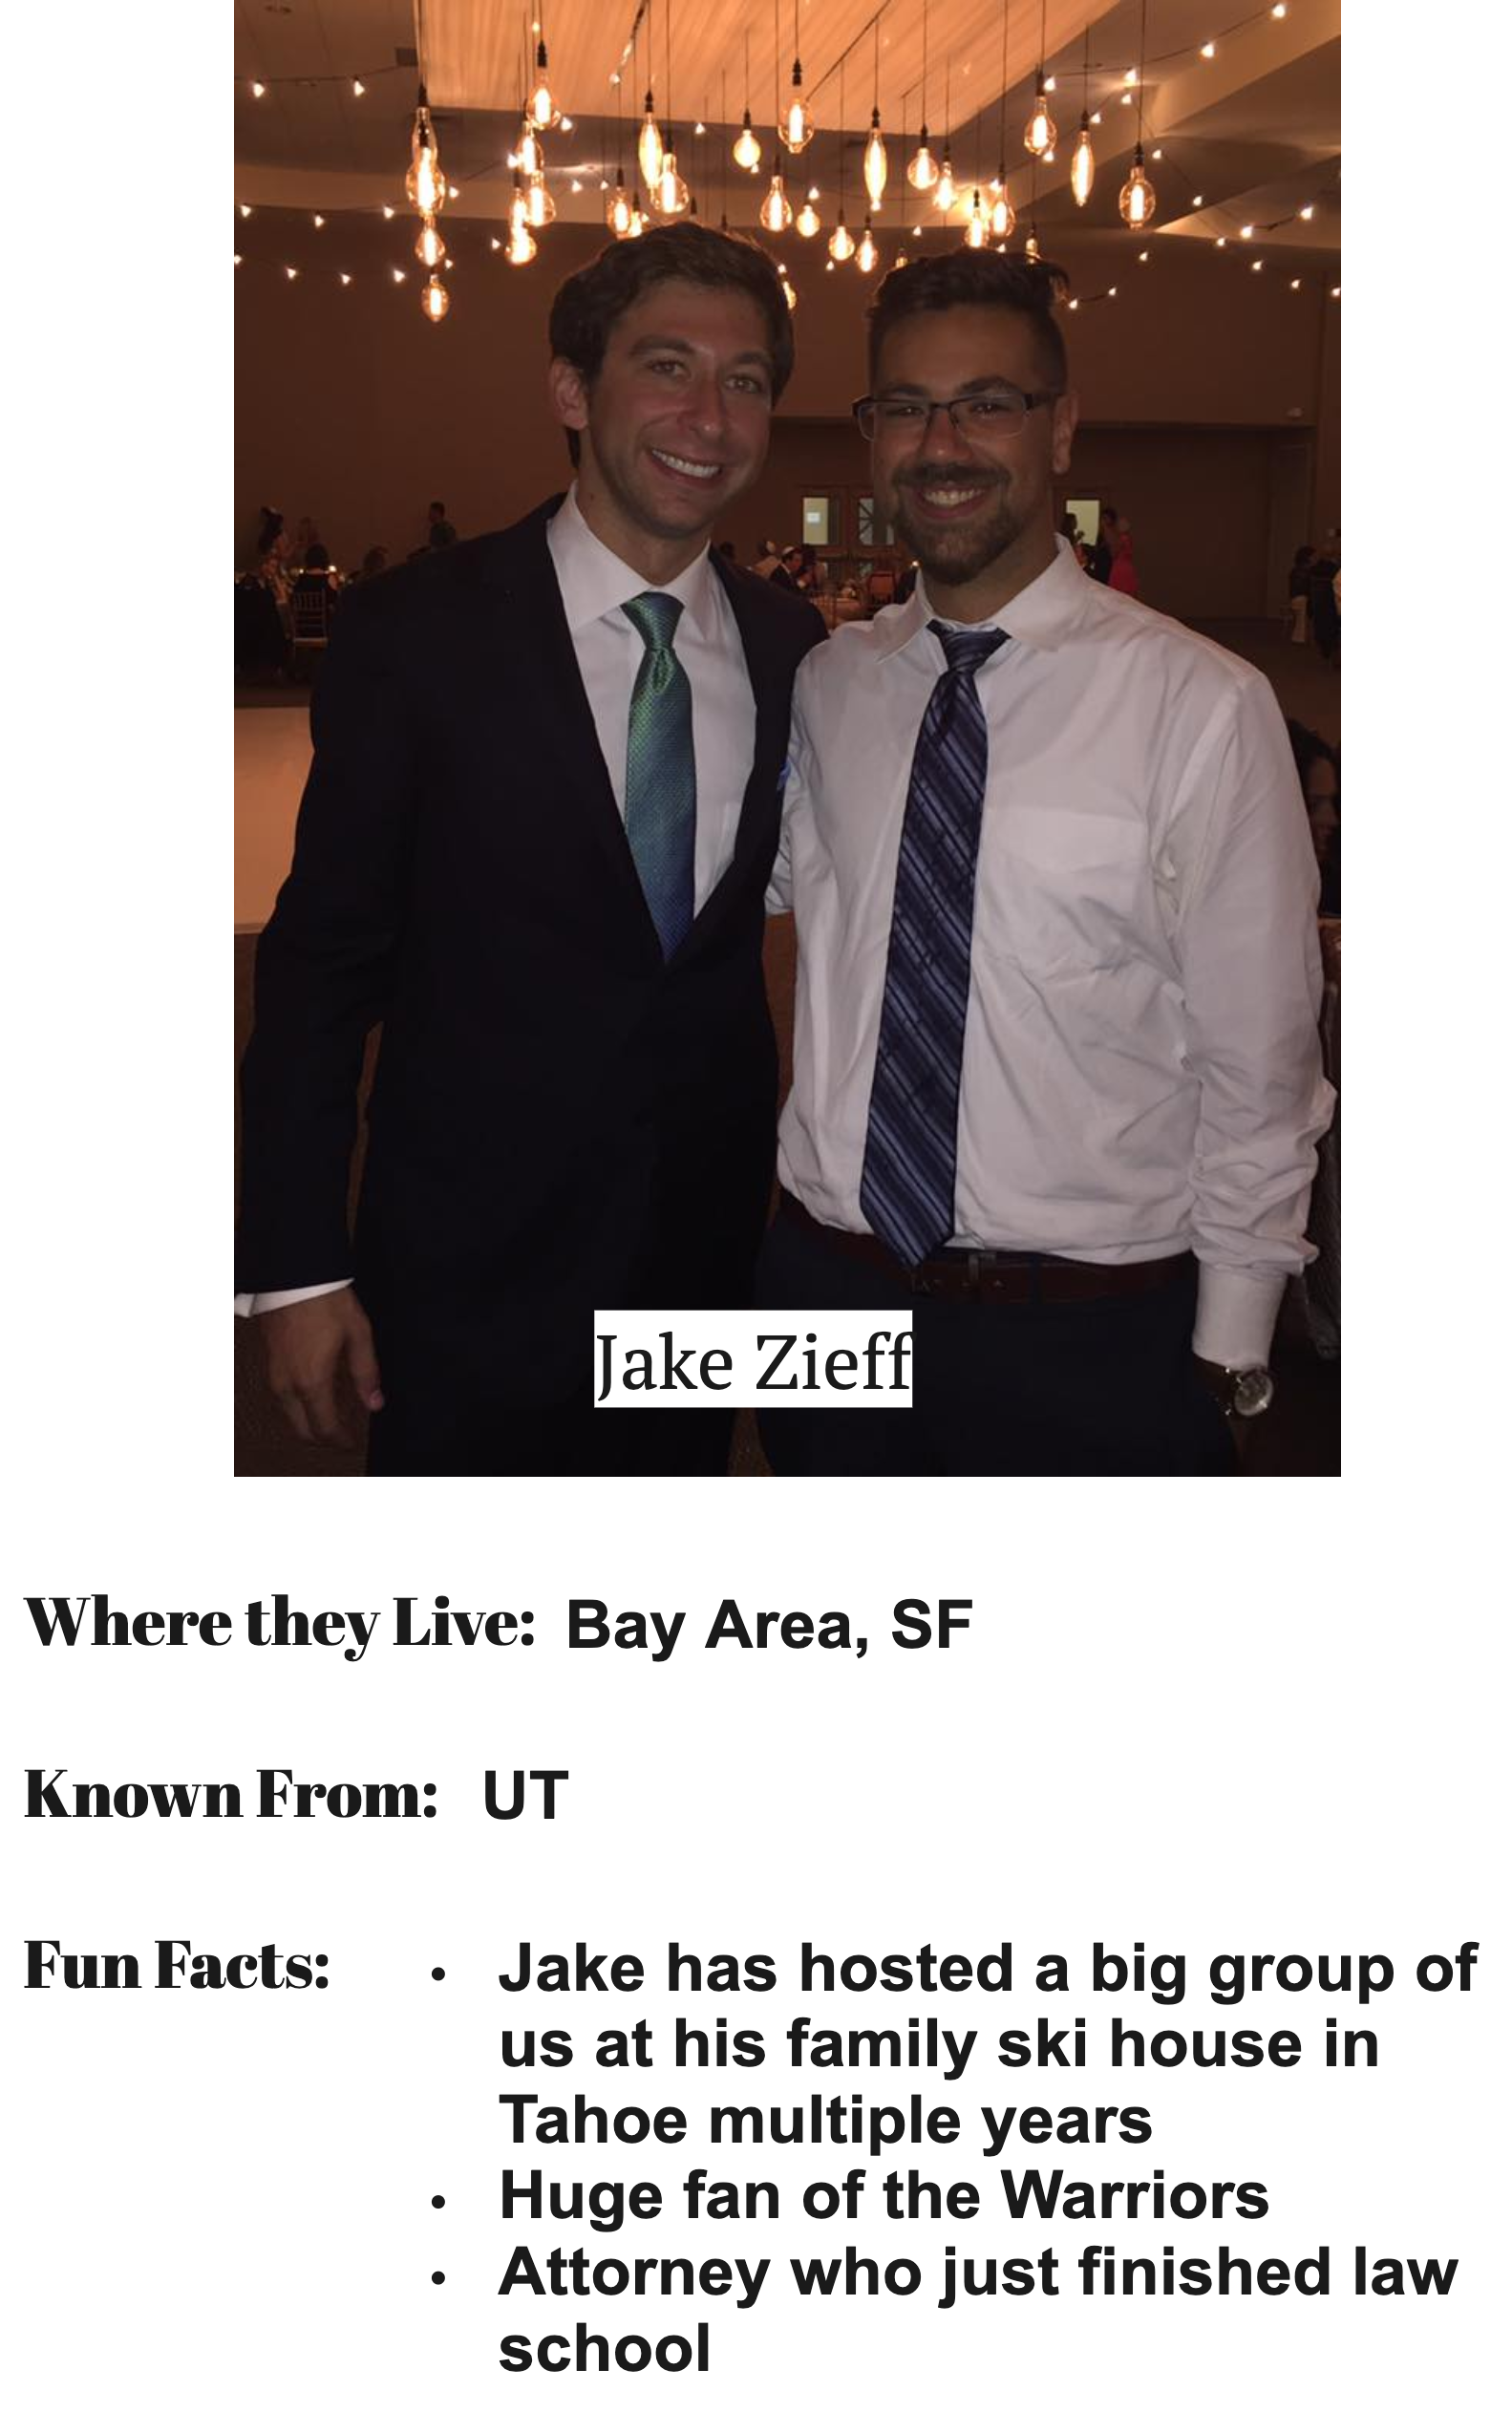 Jake Zieff
Where they Live: Bay Area, SF
Known From: UT
Fun Facts:
• Jake has hosted a big group of
us at his family ski house in
Tahoe multiple years
• Huge fan of the Warriors
• Attorney who just finished law
school